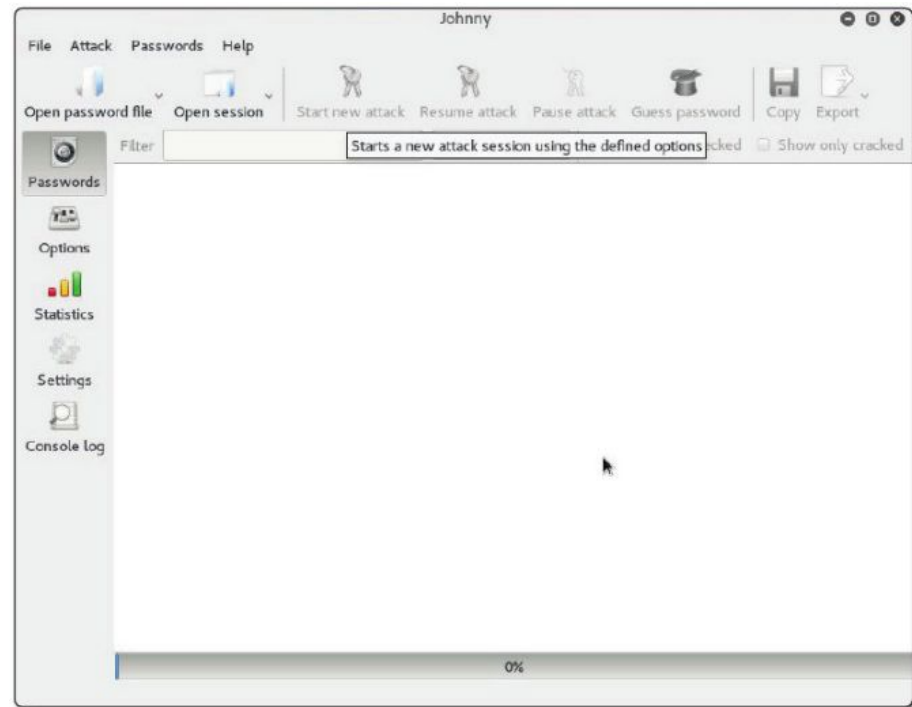 Johnny
File Attack Passwords Help
Open password file Open session Start new attack Resume attack Pause attack Guess password Copy Export
Filter Starts a new attack session using the defined options Show only cracked
Passwords
Options
Statistics
Settings
Console log
0%